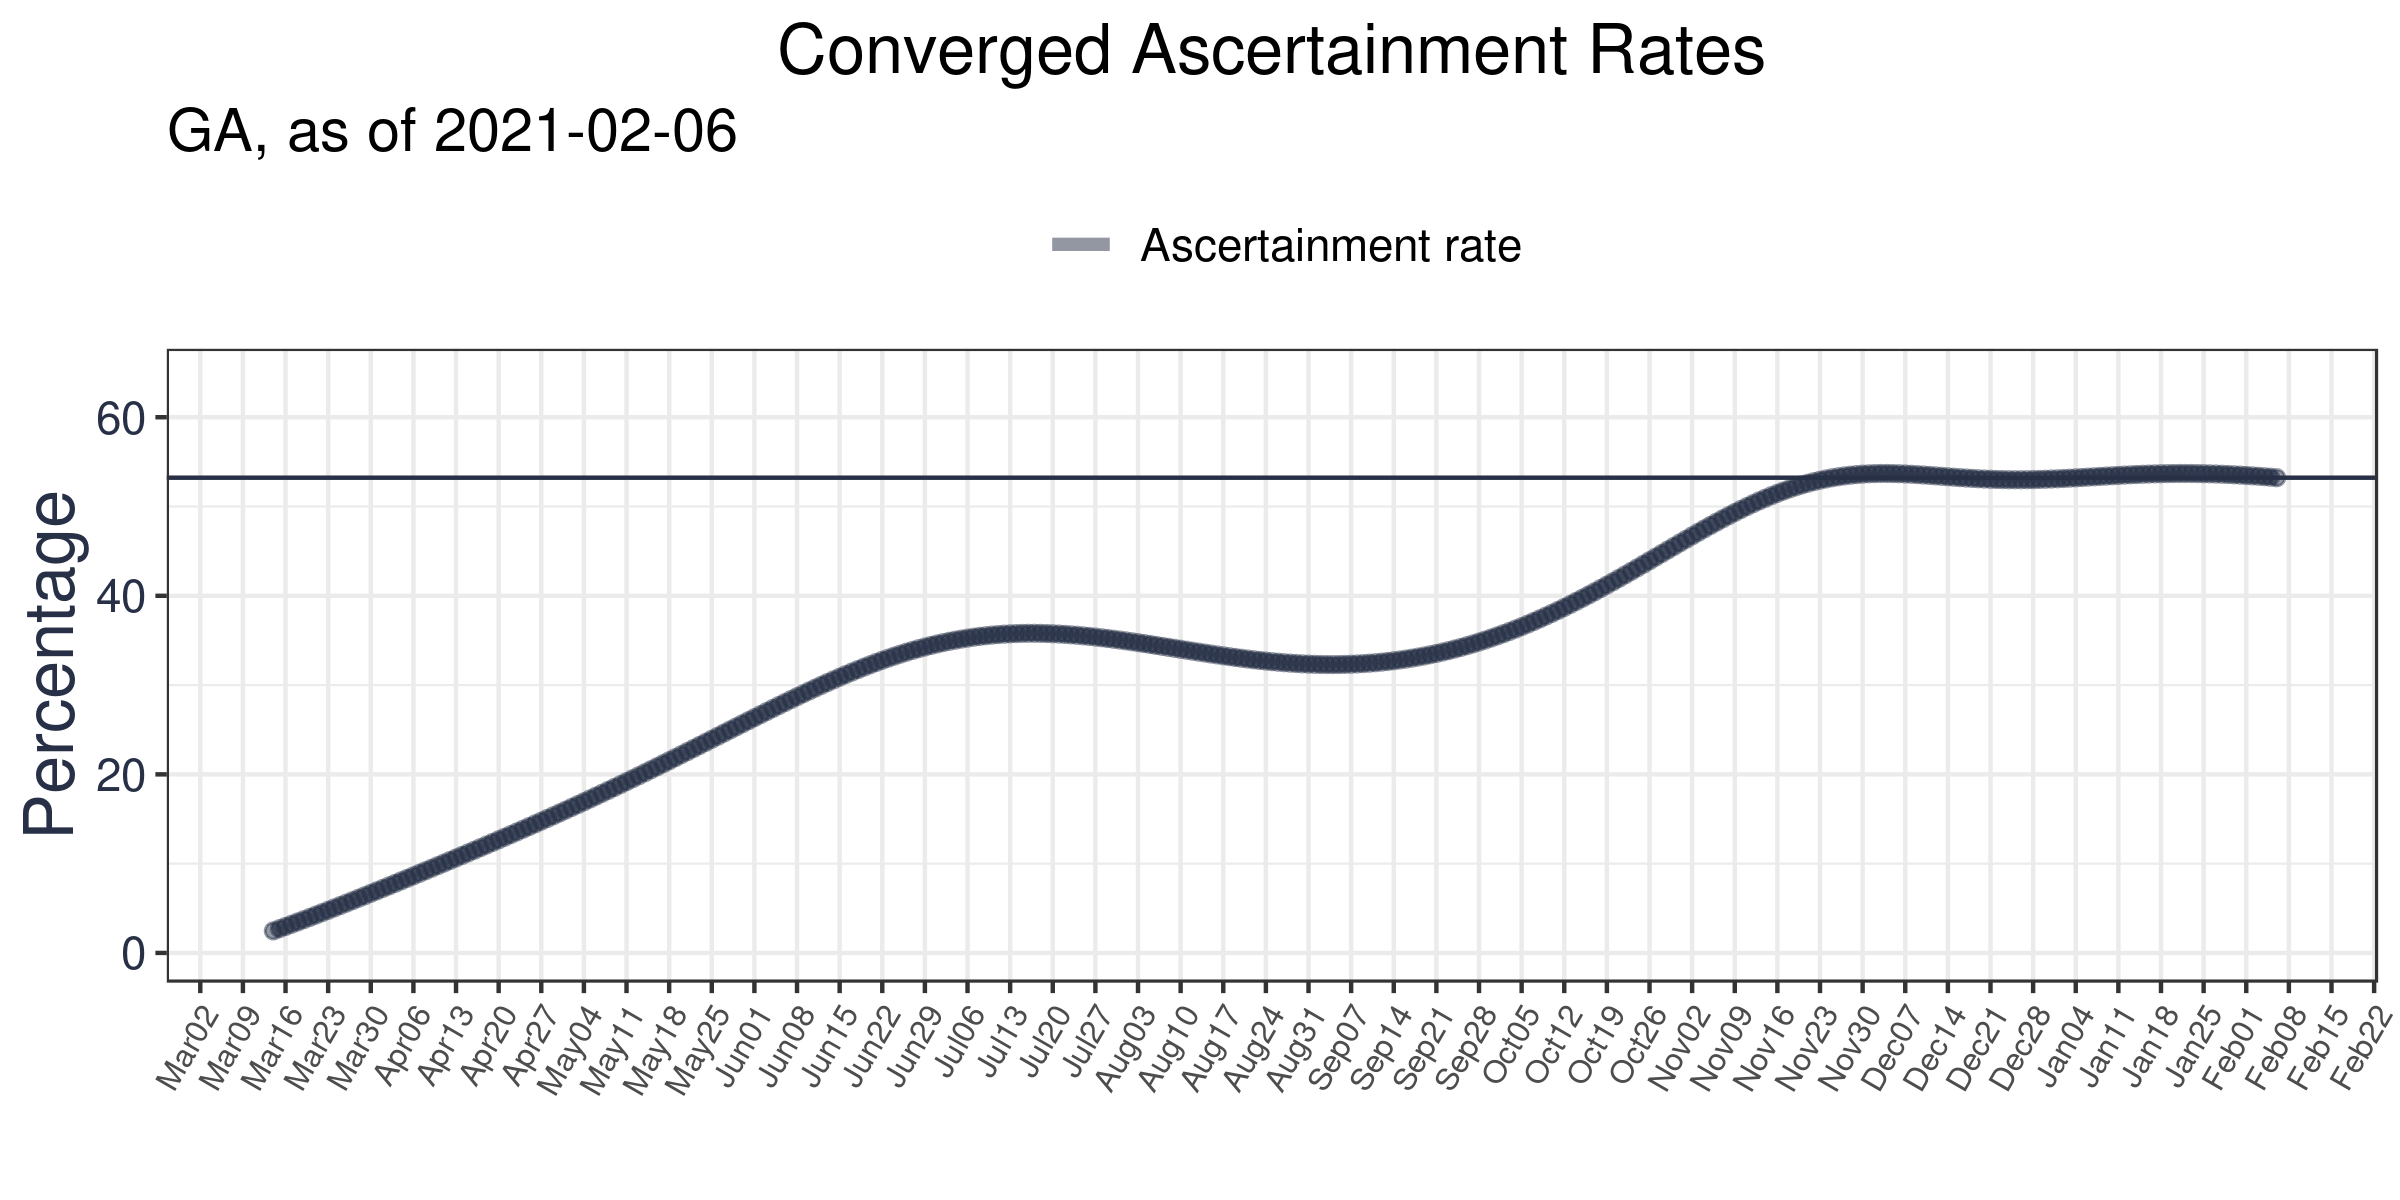 Converged Ascertainment Rates
GA, as of 2021-02-06
Ascertainment rate
Percentage
60
40
20
0
Mar02
Mar09
Mar16
Mar23
Mar30
Apr06
Apr13
Apr20
Apr27
May04
May11
May18
May25
Jun01
Jun08
Jun15
Jun22
Jun29
Jul06
Jul13
Jul20
Jul27
Aug03
Aug10
Aug17
Aug24
Aug31
Sep07
Sep14
Sep21
Sep28
Oct05
Oct12
Oct19
Oct26
Nov02
Nov09
Nov16
Nov23
Nov30
Dec07
Dec14
Dec21
Dec28
Jan04
Jan11
Jan18
Jan25
Feb01
Feb08
Feb15
Feb22